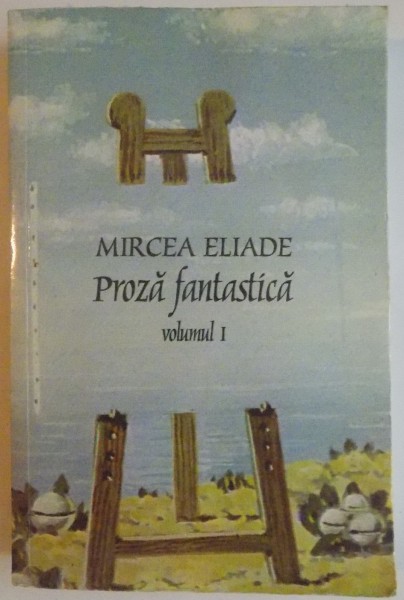 MIRCEA ELIADE
Proză fantastică
volumul I